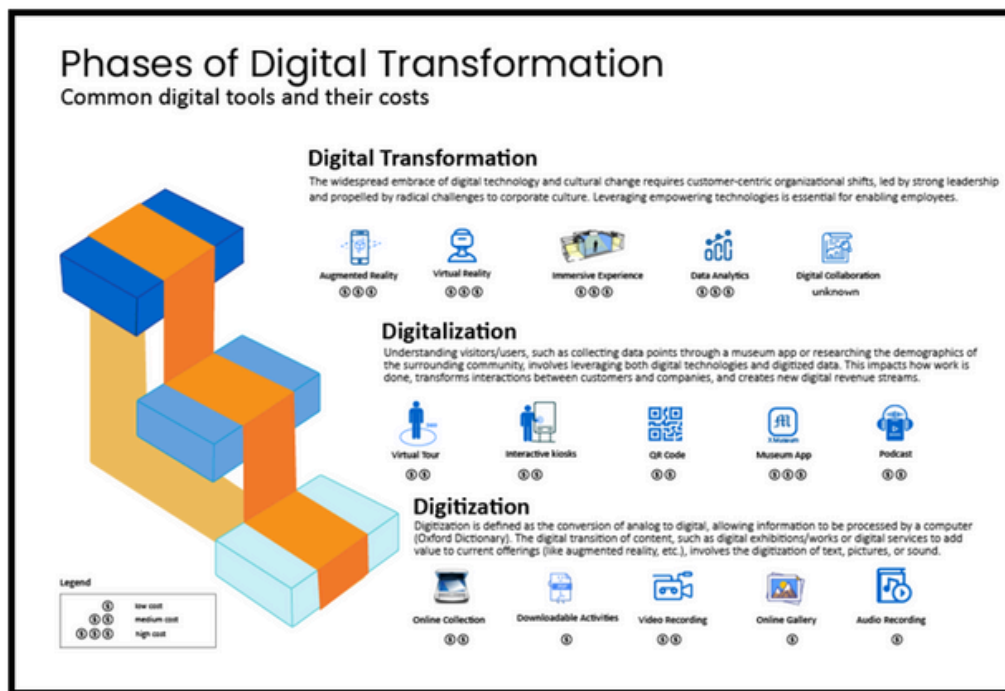 Phases of Digital Transformation
Common digital tools and their costs
Digital Transformation
The widespread embrace of digital technology and cultural change requires customer-centric organizational shifts, led by strong leadership
and propelled by radical challenges to corporate culture. Leveraging empowering technologies is essential for enabling employees.
Augmented Reality
Virtual Reality
Immersive Experience
Data Analytics
Digital Collaboration
unknown
Digitalization
Understanding visitors/users, such as collecting data points through a museum app or researching the demographics of
the surrounding community, involves leveraging both digital technologies and digitized data. This impacts how work is
done, transforms interactions between customers and companies, and creates new digital revenue streams.
M
X Museum
Virtual Tour
Interactive kiosks
QR Code
Museum App
Podcast
Digitization
Digitization is defined as the conversion of analog to digital, allowing information to be processed by a computer
(Oxford Dictionary). The digital transition of content, such as digital exhibitions/works or digital services to add
value to current offerings (like augmented reality, etc.), involves the digitization of text, pictures, or sound.
Online Collection
Downloadable Activities
Video Recording
Online Gallery
Audio Recording
Legend
$ low cost
$ $ medium cost
$ $ $ high cost